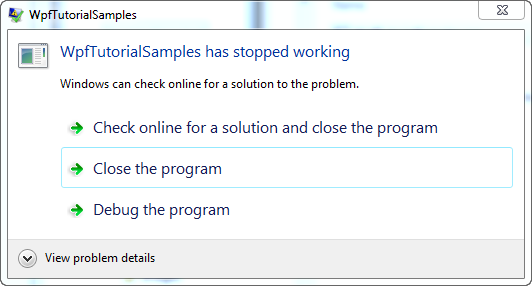 WpfTutorialSamples
WpfTutorialSamples has stopped working
Windows can check online for a solution to the problem.
Check online for a solution and close the program
Close the program
Debug the program
View problem details